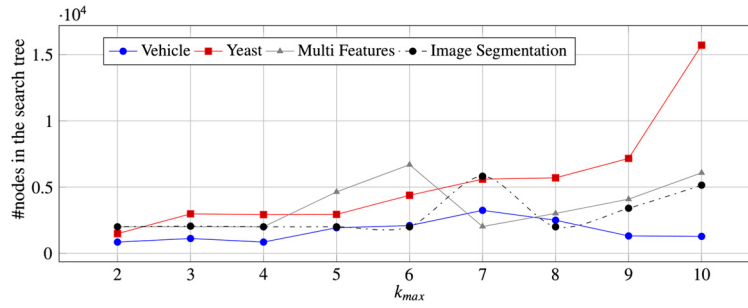 ·10⁴
Vehicle Yeast Multi Features Image Segmentation
1.5
1
0.5
0
#nodes in the search tree
2 3 4 5 6 7 8 9 10
k_max